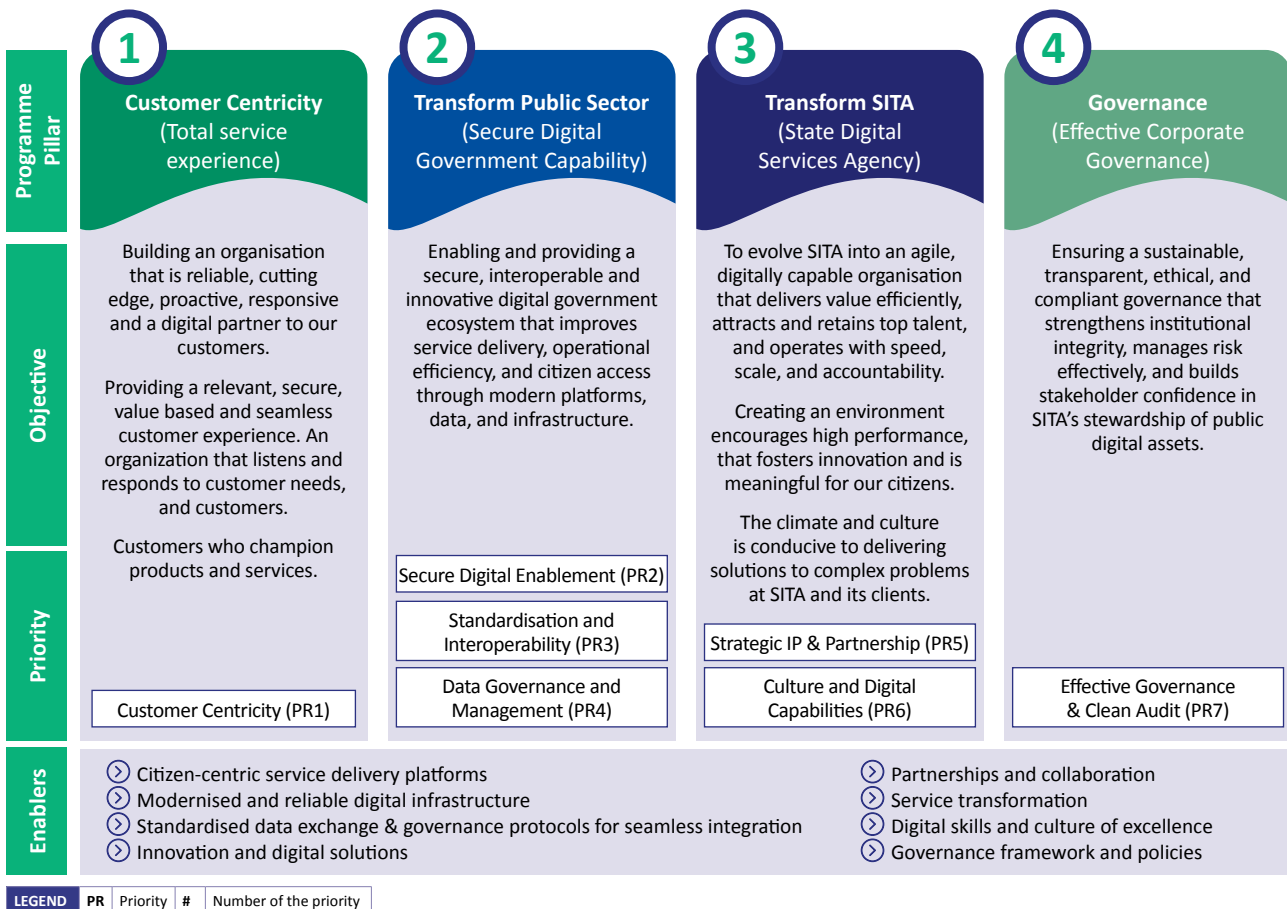 1
2
3
4
Programme
Pillar
Customer Centricity
(Total service
experience)
Transform Public Sector
(Secure Digital
Government Capability)
Transform SITA
(State Digital
Services Agency)
Governance
(Effective Corporate
Governance)
Objective
Building an organisation
that is reliable, cutting
edge, proactive, responsive
and a digital partner to our
customers.
Providing a relevant, secure,
value based and seamless
customer experience. An
organization that listens and
responds to customer needs,
and customers.
Customers who champion
products and services.
Enabling and providing a
secure, interoperable and
innovative digital government
ecosystem that improves
service delivery, operational
efficiency, and citizen access
through modern platforms,
data, and infrastructure.
To evolve SITA into an agile,
digitally capable organisation
that delivers value efficiently,
attracts and retains top talent,
and operates with speed,
scale, and accountability.
Creating an environment
encourages high performance,
that fosters innovation and is
meaningful for our citizens.
The climate and culture
is conducive to delivering
solutions to complex problems
at SITA and its clients.
Ensuring a sustainable,
transparent, ethical, and
compliant governance that
strengthens institutional
integrity, manages risk
effectively, and builds
stakeholder confidence in
SITA's stewardship of public
digital assets.
Priority
Customer Centricity (PR1)
Secure Digital Enablement (PR2)
Standardisation and
Interoperability (PR3)
Data Governance and
Management (PR4)
Strategic IP & Partnership (PR5)
Culture and Digital
Capabilities (PR6)
Effective Governance
& Clean Audit (PR7)
Enablers
Citizen-centric service delivery platforms
Modernised and reliable digital infrastructure
Standardised data exchange & governance protocols for seamless integration
Innovation and digital solutions
Partnerships and collaboration
Service transformation
Digital skills and culture of excellence
Governance framework and policies
LEGEND PR Priority # Number of the priority